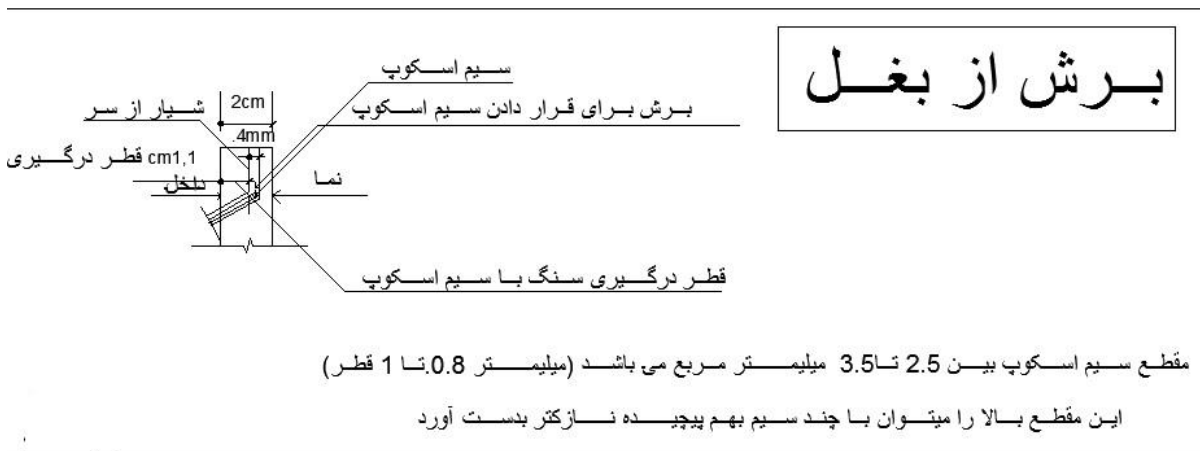 برش از بغل
سیم اسکوپ
برش برای قرار دادن سیم اسکوپ
شیار از سر
2cm
.4mm
cm1,1 قطر درگیری
داخل
نما
قطر درگیری سنگ با سیم اسکوپ
مقطع سیم اسکوپ بین 2.5 تا3.5 میلیمتر مربع می باشد (میلیمتر 0.8.تا 1 قطر)
این مقطع بالا را میتوان با چند سیم بهم پیچیده نازکتر بدست آورد